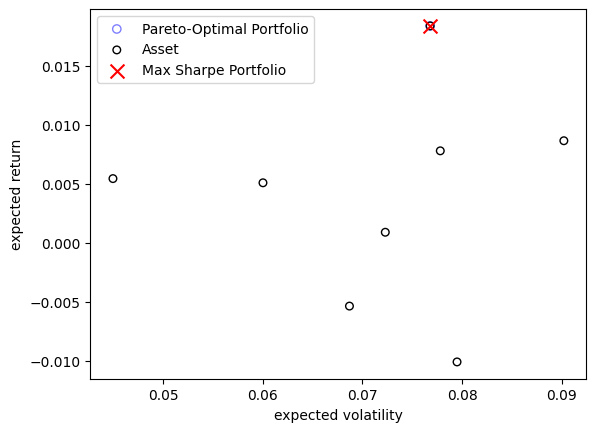 Pareto-Optimal Portfolio
Asset
Max Sharpe Portfolio
0.015
0.010
0.005
0.000
−0.005
−0.010
expected return
0.05 0.06 0.07 0.08 0.09
expected volatility